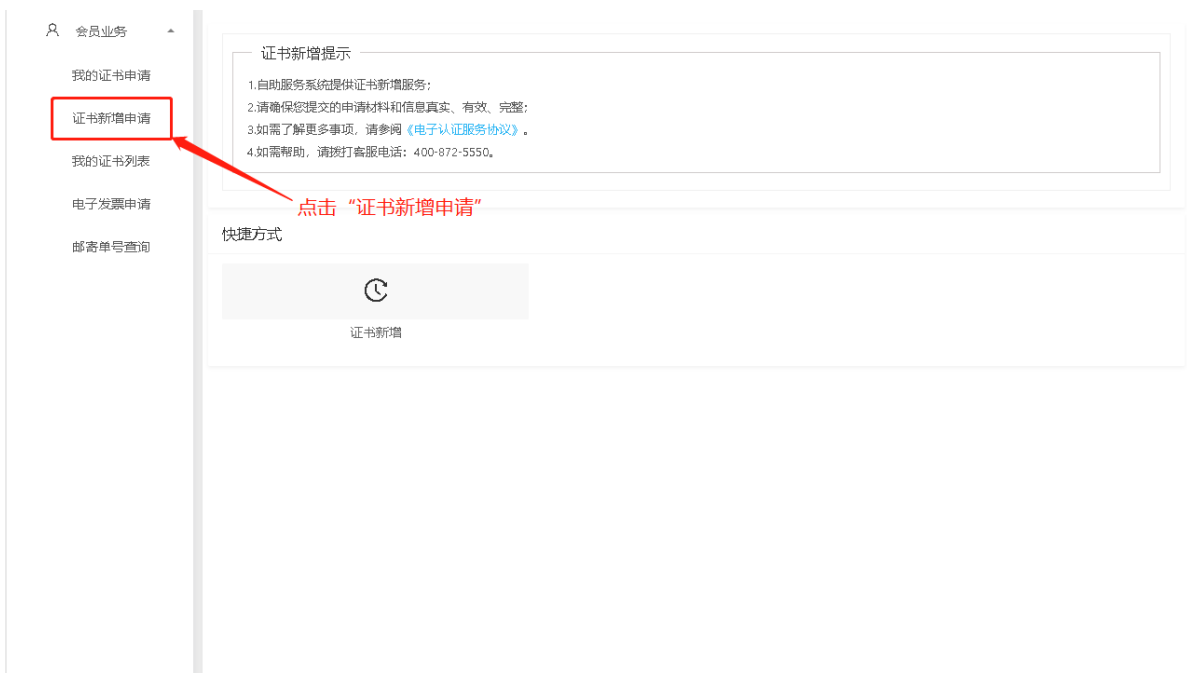 会员业务
我的证书申请
证书新增申请
我的证书列表
电子发票申请
邮寄单号查询
证书新增提示
1.自助服务系统提供证书新增服务;
2.请确保您提交的申请材料和信息真实、有效、完整;
3.如需了解更多事项，请参阅《电子认证服务协议》。
4.如需帮助，请拨打客服电话：400-872-5550。
点击“证书新增申请”
快捷方式
证书新增